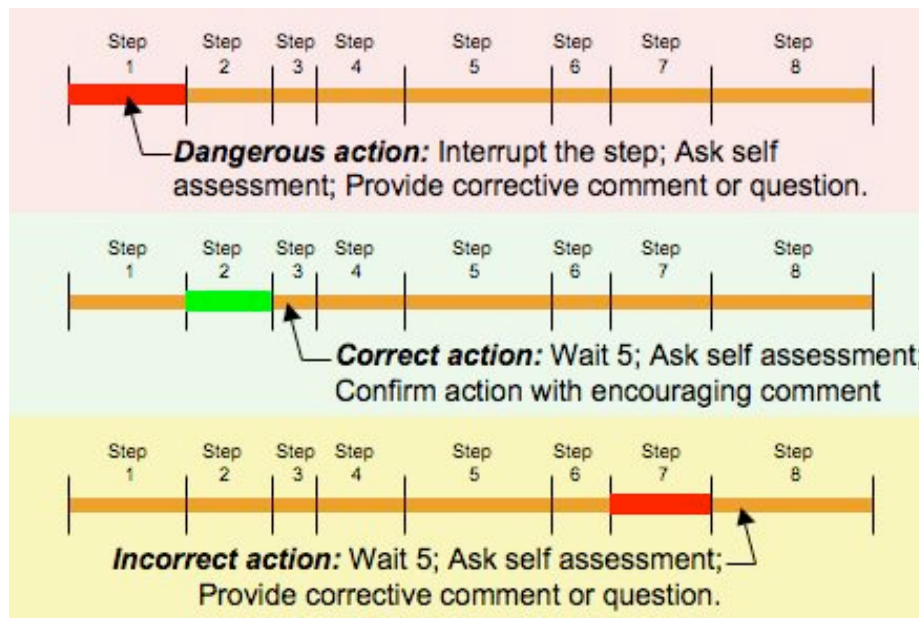 Step Step Step Step Step Step Step Step
1 2 3 4 5 6 7 8
Dangerous action: Interrupt the step; Ask self
assessment; Provide corrective comment or question.
Step Step Step Step Step Step Step Step
1 2 3 4 5 6 7 8
Correct action: Wait 5; Ask self assessment;
Confirm action with encouraging comment
Step Step Step Step Step Step Step Step
1 2 3 4 5 6 7 8
Incorrect action: Wait 5; Ask self assessment;
Provide corrective comment or question.